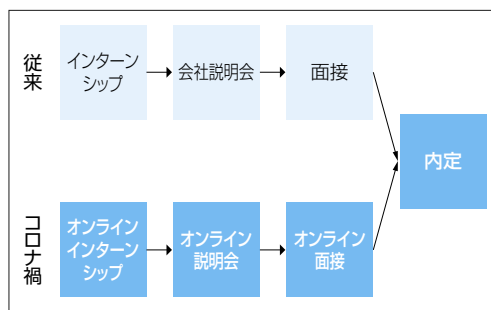 従来
インターン
シップ
会社説明会
面接
内定
コロナ禍
オンライン
インターン
シップ
オンライン
説明会
オンライン
面接